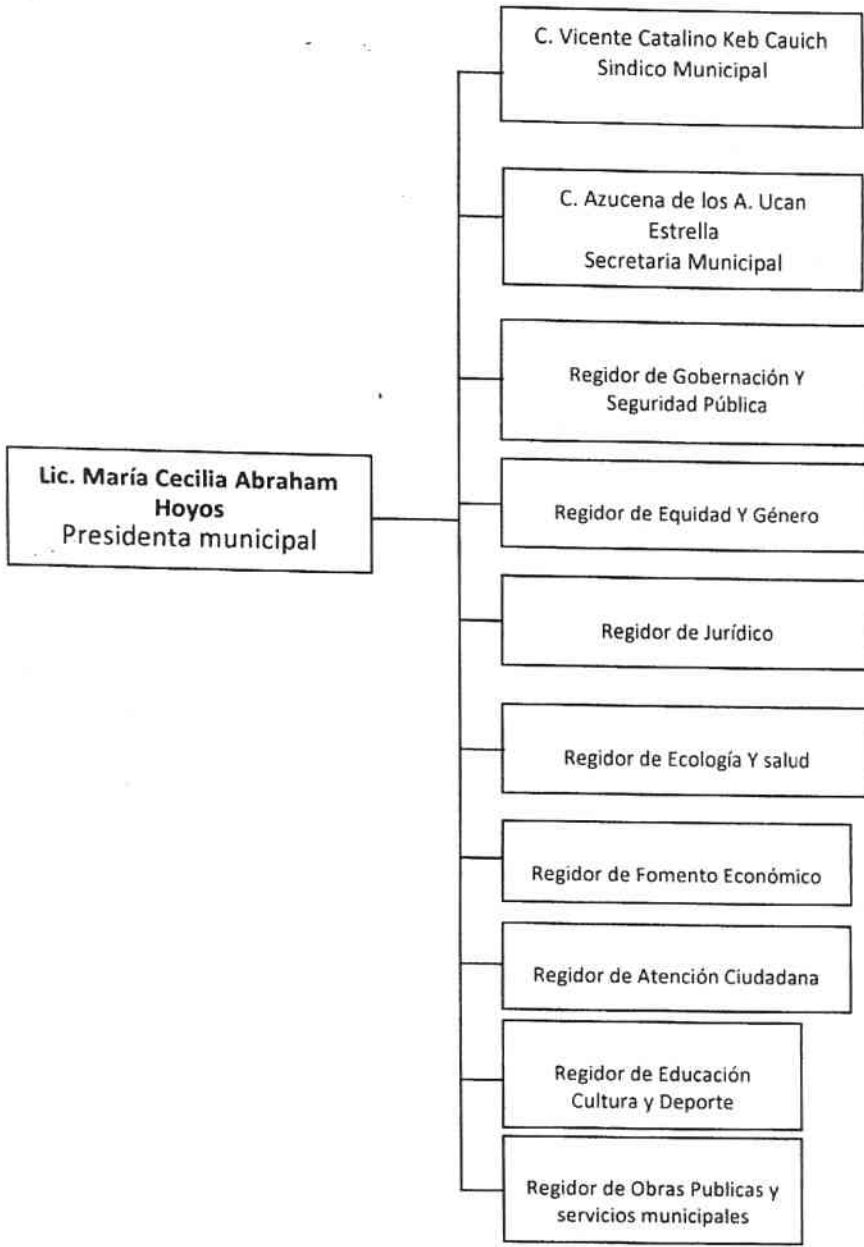 C. Vicente Catalino Keb Cauich
Sindico Municipal
C. Azucena de los A. Ucan
Estrella
Secretaria Municipal
Regidor de Gobernación Y
Seguridad Pública
Lic. María Cecilia Abraham
Hoyos
Presidenta municipal
Regidor de Equidad Y Género
Regidor de Jurídico
Regidor de Ecología Y salud
Regidor de Fomento Económico
Regidor de Atención Ciudadana
Regidor de Educación
Cultura y Deporte
Regidor de Obras Publicas y
servicios municipales